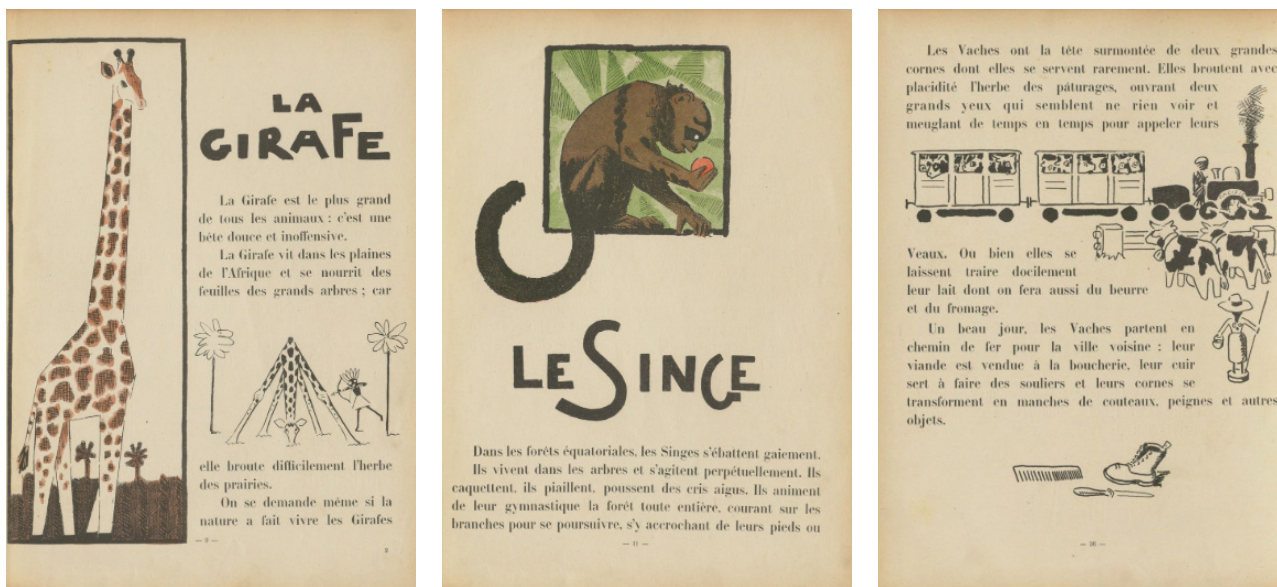 LA
GIRAFE
La Girafe est le plus grand
de tous les animaux : c'est une
bête douce et inoffensive.
La Girafe vit dans les plaines
de l'Afrique et se nourrit des
feuilles des grands arbres ; car
elle broute difficilement l'herbe
des prairies.
On se demande même si la
nature a fait vivre les Girafes
— 9 —
LE SINGE
Dans les forêts équatoriales, les Singes s'ébattent gaiement.
Ils vivent dans les arbres et s'agitent perpétuellement. Ils
caquettent, ils piaillent, poussent des cris aigus. Ils animent
de leur gymnastique la forêt toute entière, courant sur les
branches pour se poursuivre, s'y accrochant de leurs pieds ou
— 11 —
Les Vaches ont la tête surmontée de deux grandes
cornes dont elles se servent rarement. Elles broutent avec
placidité l'herbe des pâturages, ouvrant deux
grands yeux qui semblent ne rien voir et
meuglant de temps en temps pour appeler leurs
Veaux. Ou bien elles se
laissent traire docilement
leur lait dont on fera aussi du beurre
et du fromage.
Un beau jour, les Vaches partent en
chemin de fer pour la ville voisine : leur
viande est vendue à la boucherie, leur cuir
sert à faire des souliers et leurs cornes se
transforment en manches de couteaux, peignes et autres
objets.